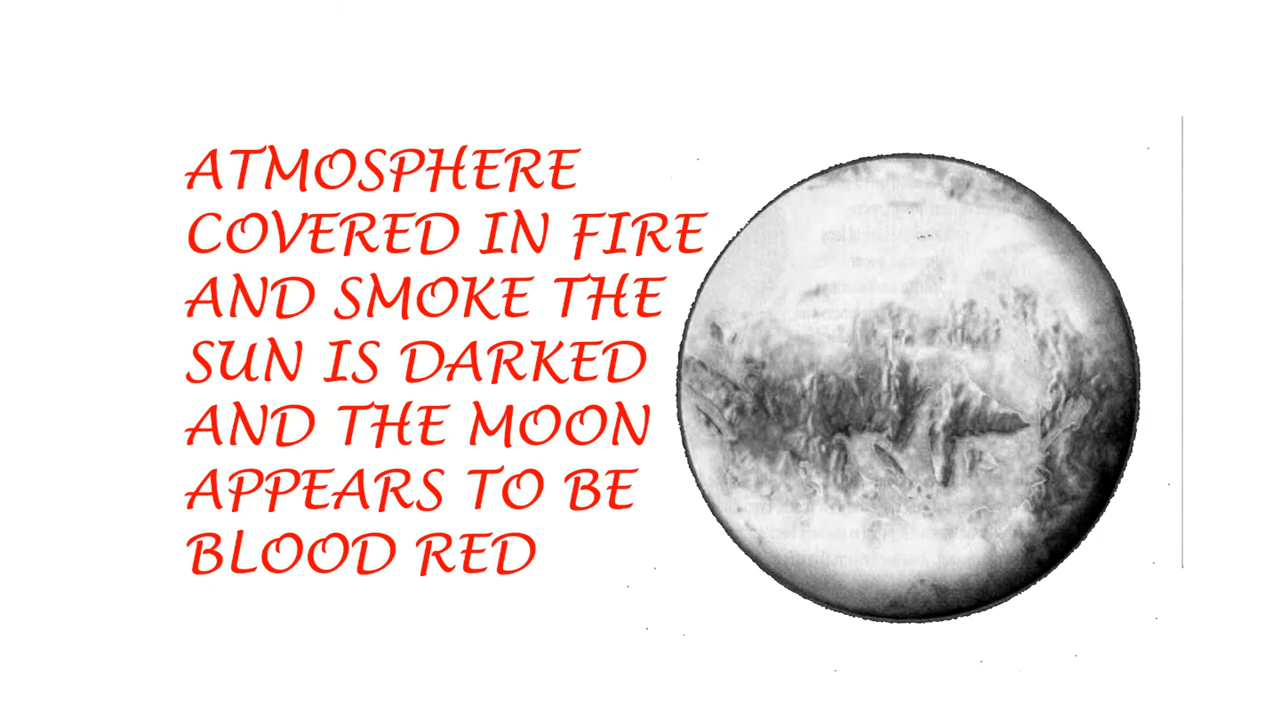 ATMOSPHERE
COVERED IN FIRE
AND SMOKE THE
SUN IS DARKED
AND THE MOON
APPEARS TO BE
BLOOD RED